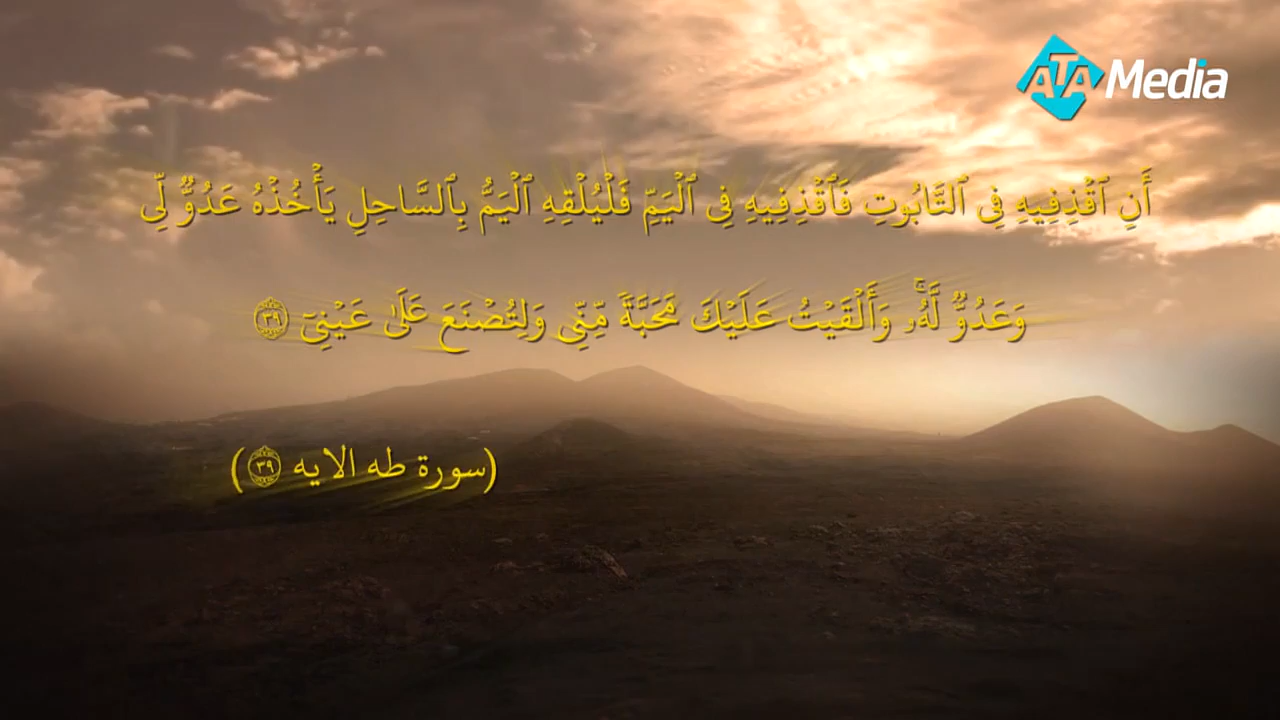 ATA Media
أَنِ ٱقْذِفِيهِ فِى ٱلتَّابُوتِ فَٱقْذِفِيهِ فِى ٱلْيَمِّ فَلْيُلْقِهِ ٱلْيَمُّ بِٱلسَّاحِلِ يَأْخُذْهُ عَدُوٌّ لِّى
وَعَدُوٌّ لَّهُۥۚ وَأَلْقَيْتُ عَلَيْكَ مَحَبَّةً مِّنِّى وَلِتُصْنَعَ عَلَىٰ عَيْنِىٓ ٣٩
(سورة طه الايه ٣٩)